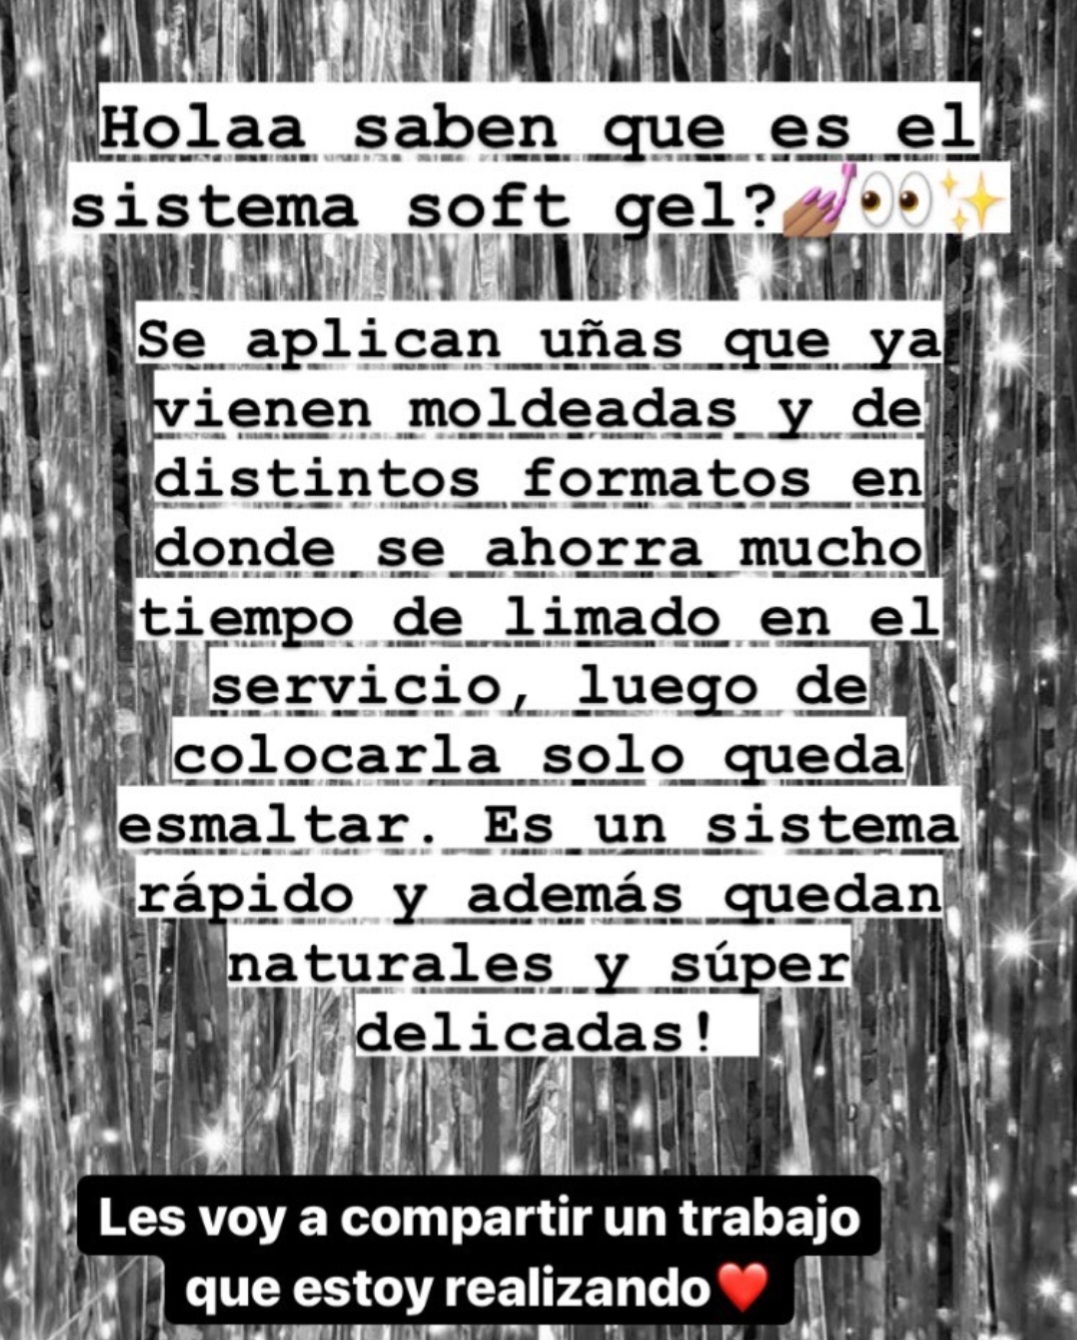 Holaa saben que es el
sistema soft gel?💅🏽👀✨
Se aplican uñas que ya
vienen moldeadas y de
distintos formatos en
donde se ahorra mucho
tiempo de limado en el
servicio, luego de
colocarla solo queda
esmaltar. Es un sistema
rápido y además quedan
naturales y súper
delicadas!
Les voy a compartir un trabajo
que estoy realizando❤️